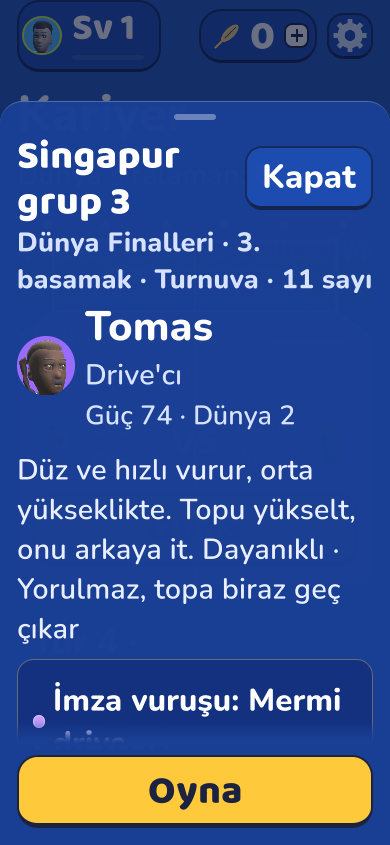 Sv 1
0
Kariyer
Singapur
grup 3
Kapat
Dünya Finalleri · 3.
basamak · Turnuva · 11 sayı
Tomas
Drive'cı
Güç 74 · Dünya 2
Düz ve hızlı vurur, orta
yükseklikte. Topu yükselt,
onu arkaya it. Dayanıklı ·
Yorulmaz, topa biraz geç
çıkar
İmza vuruşu: Mermi
drive
Oyna